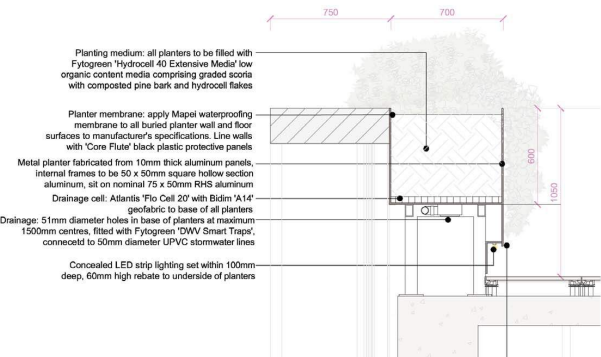 750
700
Planting medium: all planters to be filled with
Fytogreen 'Hydrocell 40 Extensive Media' low
organic content media comprising graded scoria
with composted pine bark and hydrocell flakes
Planter membrane: apply Mapei waterproofing
membrane to all buried planter wall and floor
surfaces to manufacturer's specifications. Line walls
with 'Core Flute' black plastic protective panels
Metal planter fabricated from 10mm thick aluminum panels,
internal frames to be 50 x 50mm square hollow section
aluminum, sit on nominal 75 x 50mm RHS aluminum
Drainage cell: Atlantis 'Flo Cell 20' with Bidim 'A14'
geofabric to base of all planters
Drainage: 51mm diameter holes in base of planters at maximum
1500mm centres, fitted with Fytogreen 'DWV Smart Traps',
connecetd to 50mm diameter UPVC stormwater lines
Concealed LED strip lighting set within 100mm
deep, 60mm high rebate to underside of planters
600
1050